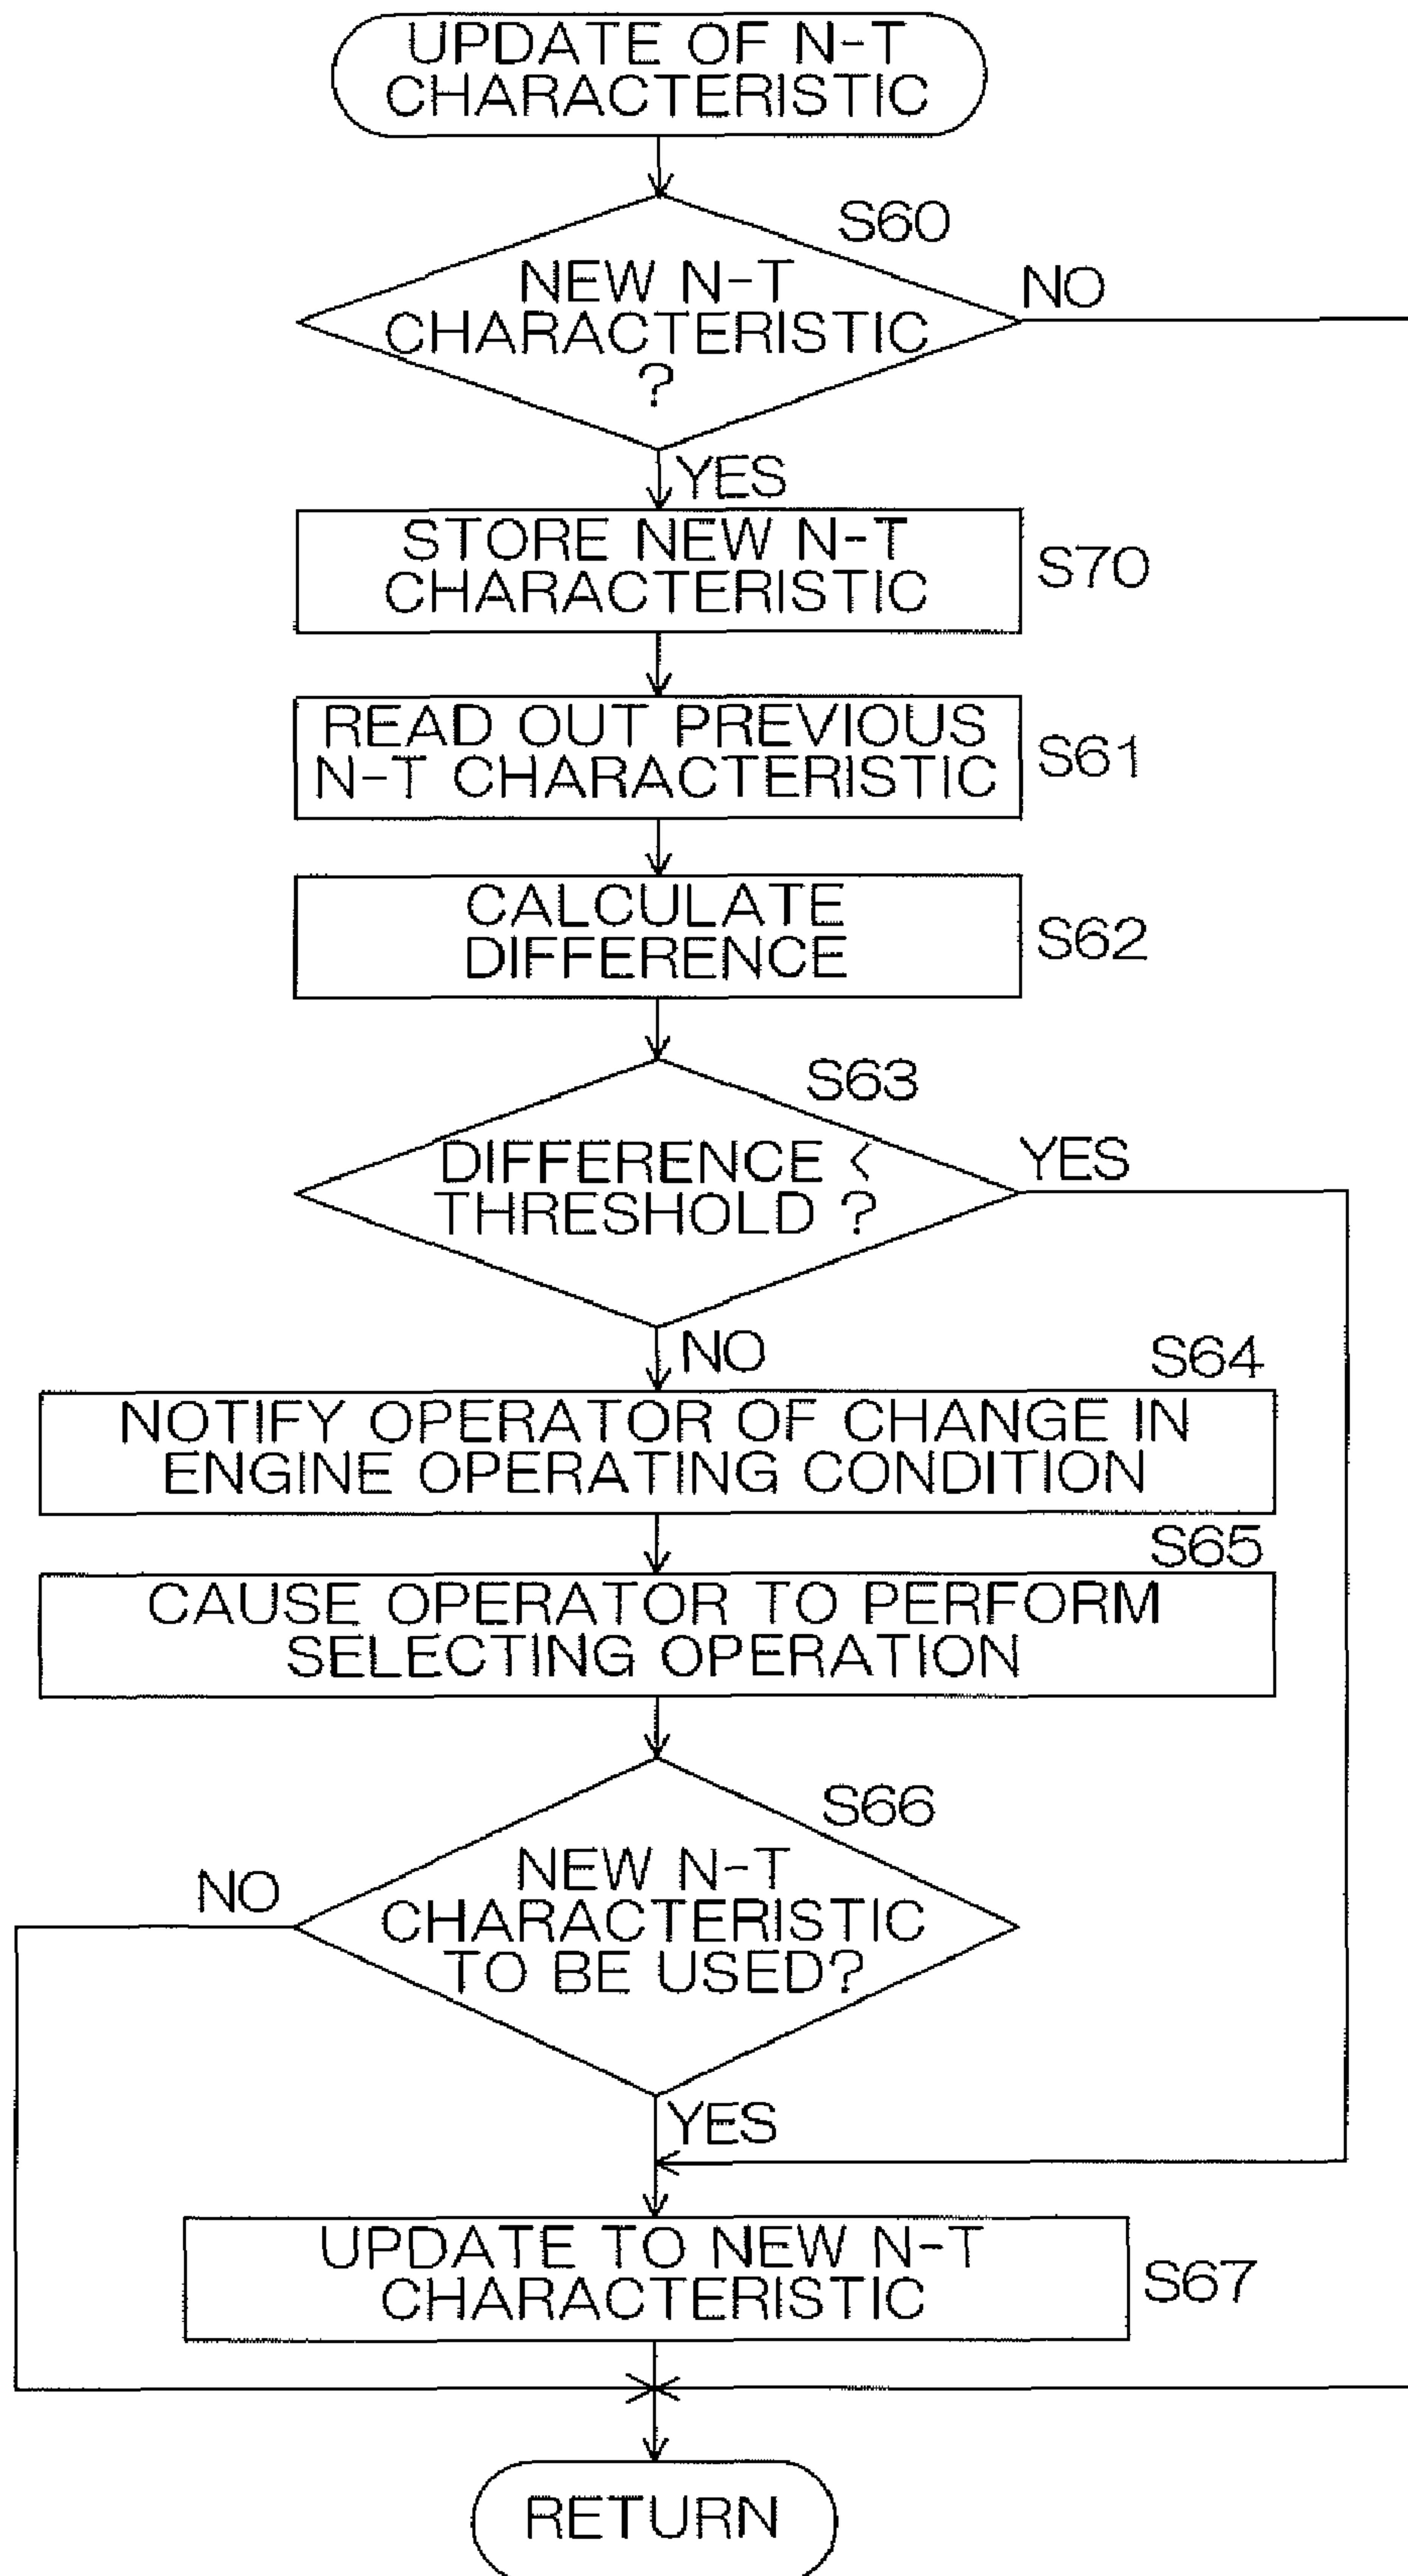 UPDATE OF N-T
CHARACTERISTIC
S60
NEW N-T
CHARACTERISTIC
?
NO
YES
STORE NEW N-T
CHARACTERISTIC
S70
READ OUT PREVIOUS
N-T CHARACTERISTIC
S61
CALCULATE
DIFFERENCE
S62
S63
DIFFERENCE <
THRESHOLD ?
YES
NO
S64
NOTIFY OPERATOR OF CHANGE IN
ENGINE OPERATING CONDITION
S65
CAUSE OPERATOR TO PERFORM
SELECTING OPERATION
S66
NEW N-T
CHARACTERISTIC
TO BE USED?
NO
YES
UPDATE TO NEW N-T
CHARACTERISTIC
S67
RETURN